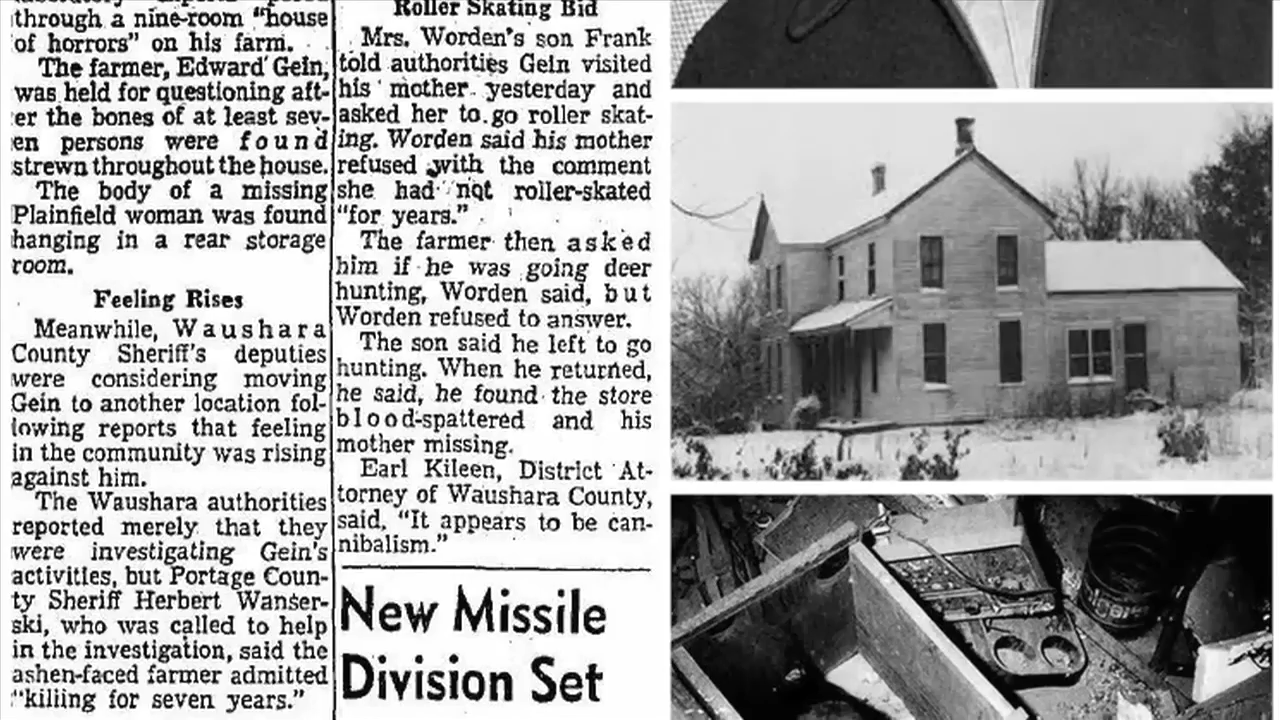 through a nine-room "house
of horrors" on his farm.
The farmer, Edward Gein,
was held for questioning aft-
er the bones of at least sev-
en persons were found
strewn throughout the house.
The body of a missing
Plainfield woman was found
hanging in a rear storage
room.
Feeling Rises
Meanwhile, Waushara
County Sheriff's deputies
were considering moving
Gein to another location fol-
lowing reports that feeling
in the community was rising
against him.
The Waushara authorities
reported merely that they
were investigating Gein's
activities, but Portage Coun-
ty Sheriff Herbert Wanser-
ski, who was called to help
in the investigation, said the
ashen-faced farmer admitted
"killing for seven years."
Roller Skating Bid
Mrs. Worden's son Frank
told authorities Gein visited
his mother yesterday and
asked her to go roller skat-
ing. Worden said his mother
refused with the comment
she had not roller-skated
"for years."
The farmer then asked
him if he was going deer
hunting, Worden said, but
Worden refused to answer.
The son said he left to go
hunting. When he returned,
he said, he found the store
blood-spattered and his
mother missing.
Earl Kileen, District At-
torney of Waushara County,
said, "It appears to be can-
nibalism."
New Missile
Division Set